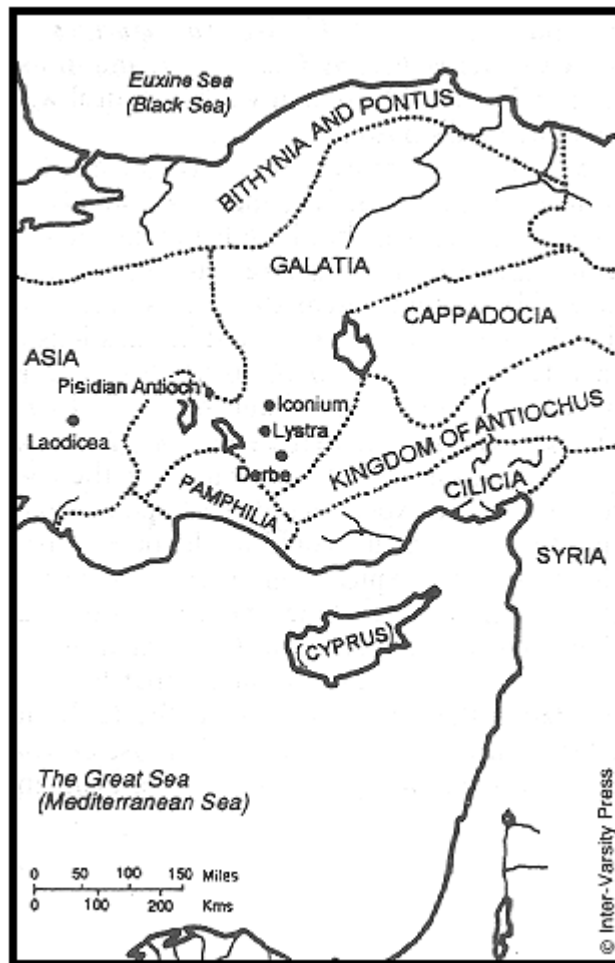 Euxine Sea
(Black Sea)
BITHYNIA AND PONTUS
GALATIA
CAPPADOCIA
ASIA
Pisidian Antioch
Iconium
Lystra
Laodicea
Derbe
KINGDOM OF ANTIOCHUS
PAMPHILIA
CILICIA
SYRIA
(CYPRUS)
The Great Sea
(Mediterranean Sea)
0 50 100 150 Miles
0 100 200 Kms
© Inter-Varsity Press